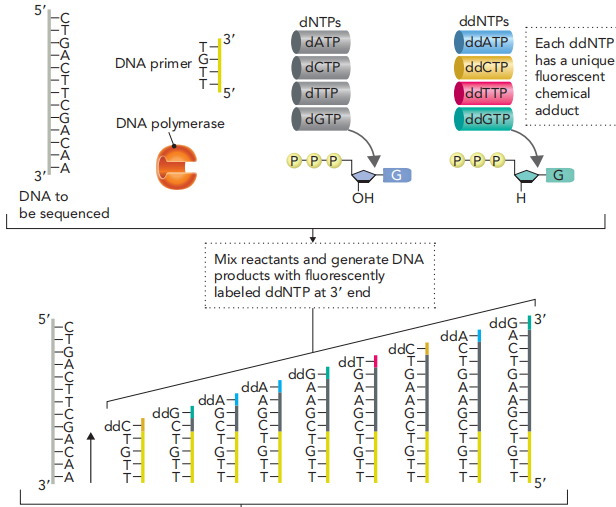 5′
C
T
G
A
C
T
T
C
G
A
C
A
A
3′
DNA to
be sequenced
DNA primer
T
G
T
T
3′
5′
DNA polymerase
dNTPs
dATP
dCTP
dTTP
dGTP
P P P
G
OH
ddNTPs
ddATP
ddCTP
ddTTP
ddGTP
P P P
G
H
Each ddNTP
has a unique
fluorescent
chemical
adduct
Mix reactants and generate DNA
products with fluorescently
labeled ddNTP at 3′ end
5′
C
T
G
A
C
T
T
C
G
A
C
A
A
3′
ddC
T
G
T
T
ddG
C
T
G
T
T
ddA
G
C
T
G
T
T
ddA
A
G
C
T
G
T
T
ddG
A
A
G
C
T
G
T
T
ddT
G
A
A
G
C
T
G
T
T
ddC
T
G
A
A
G
C
T
G
T
T
ddA
C
T
G
A
A
G
C
T
G
T
T
ddG
A
C
T
G
A
A
G
C
T
G
T
T
3′
5′